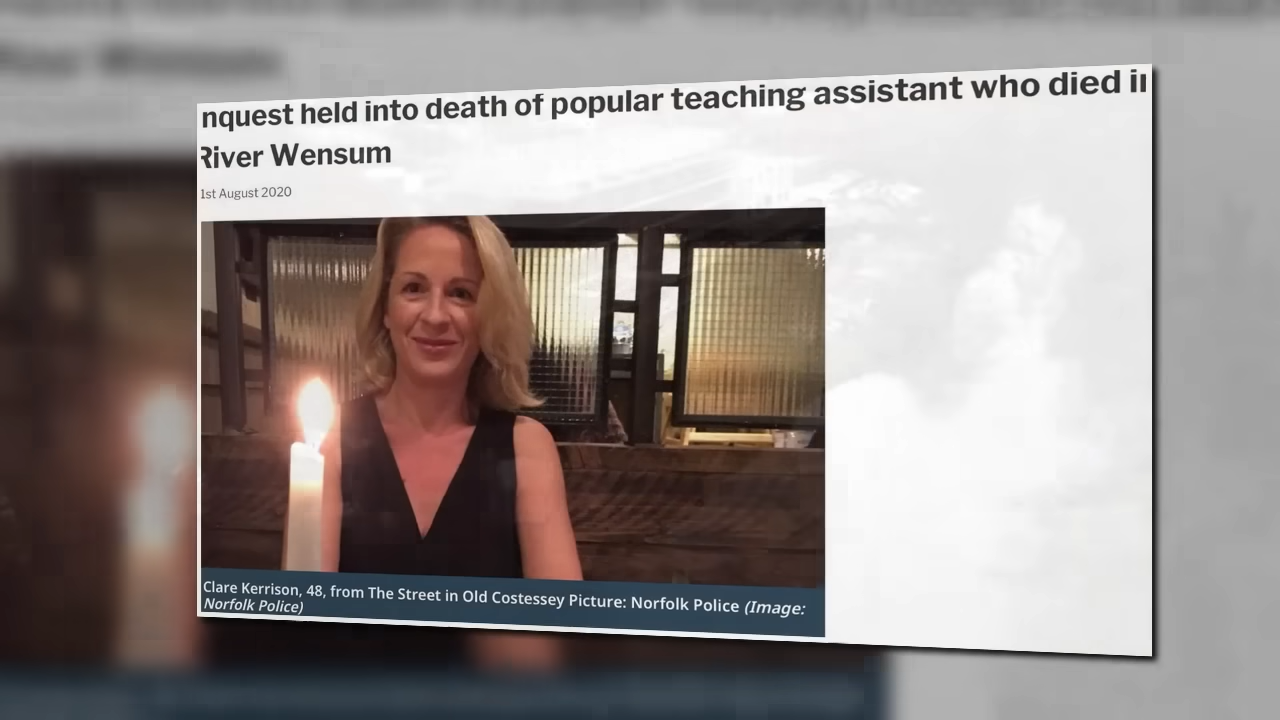 nquest held into death of popular teaching assistant who died in
River Wensum
1st August 2020
Clare Kerrison, 48, from The Street in Old Costessey Picture: Norfolk Police (Image:
Norfolk Police)